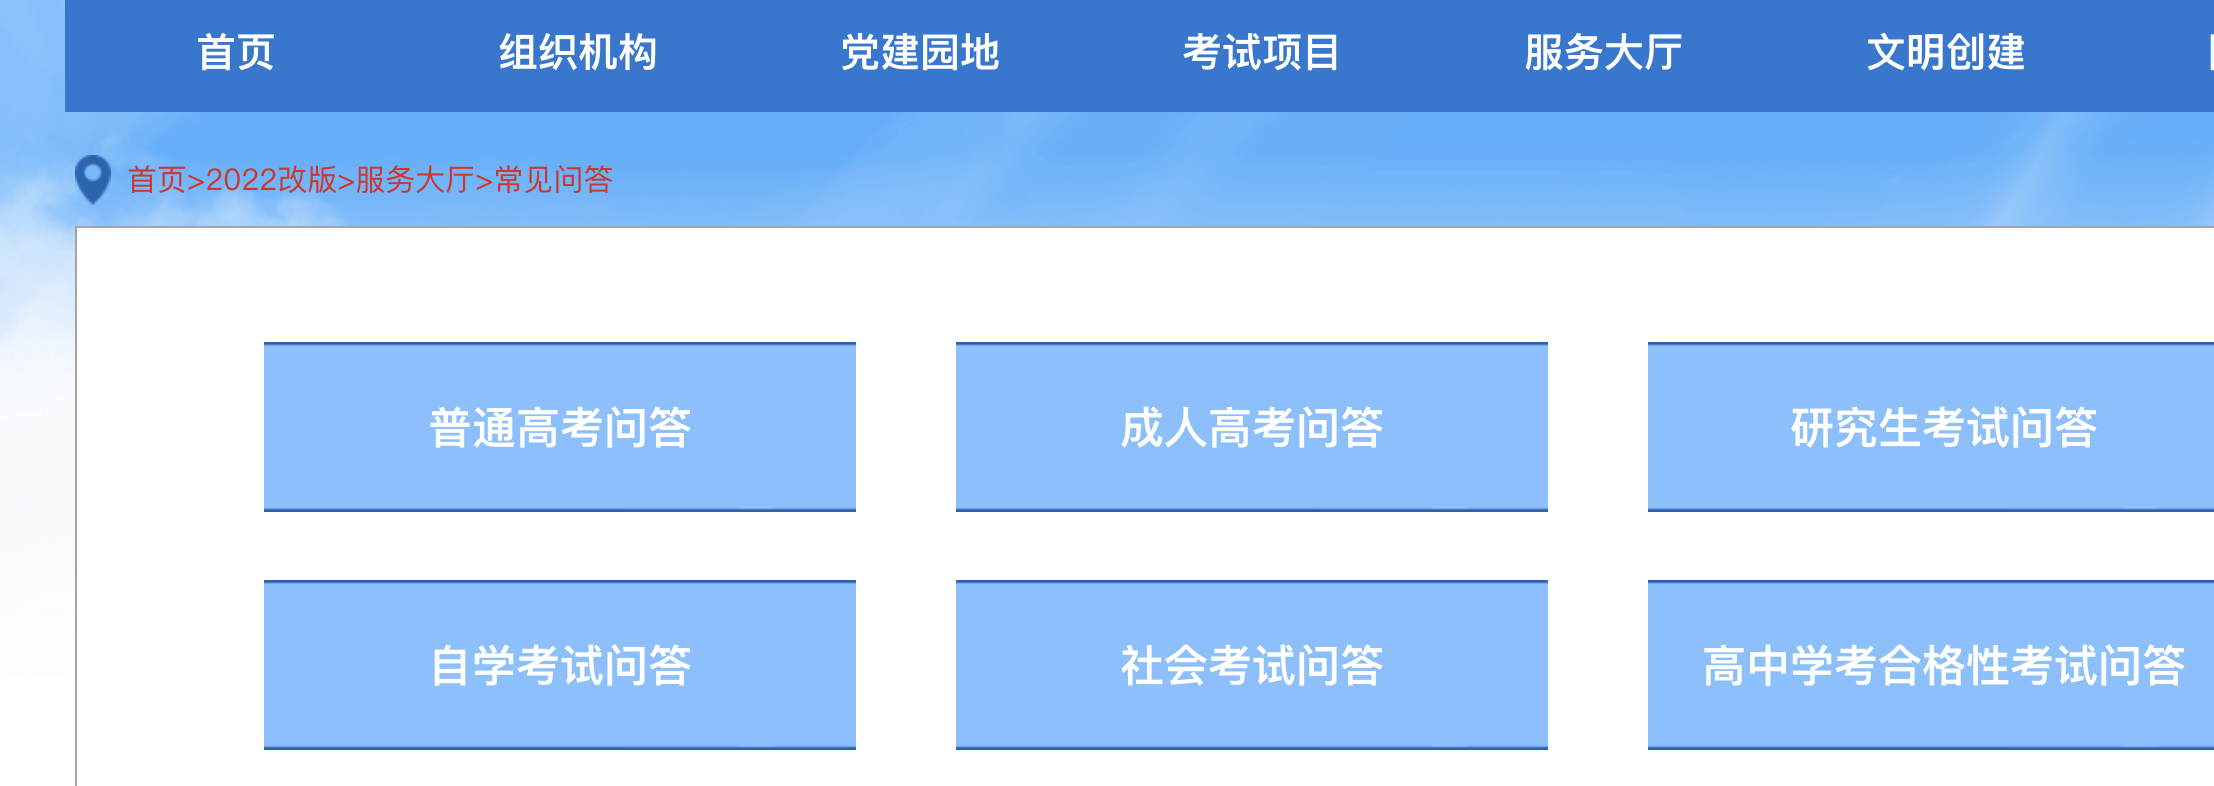 首页 组织机构 党建园地 考试项目 服务大厅 文明创建
首页>2022改版>服务大厅>常见问答
普通高考问答 成人高考问答 研究生考试问答
自学考试问答 社会考试问答 高中学考合格性考试问答